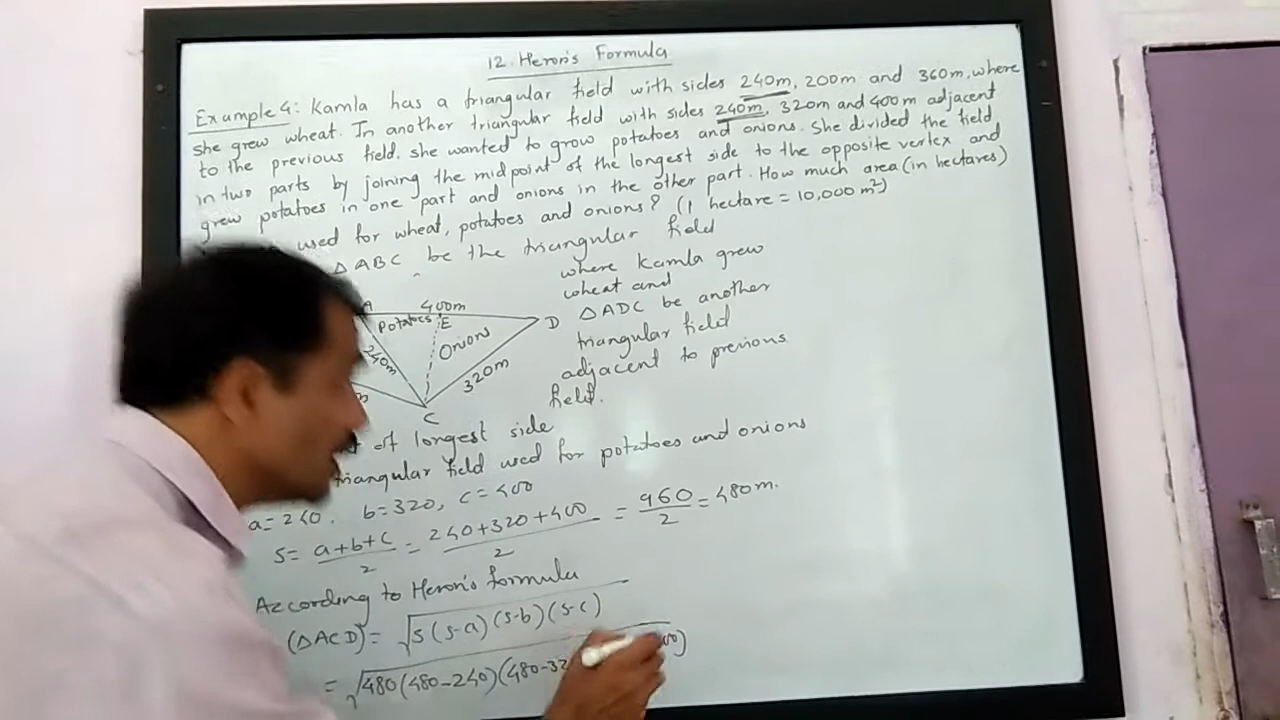 12. Heron's Formula
Example 4: Kamla has a triangular field with sides 240m, 200m and 360m, where
she grew wheat. In another triangular field with sides 240m, 320m and 400m adjacent
to the previous field. she wanted to grow potatoes and onions. She divided the field
in two parts by joining the midpoint of the longest side to the opposite vertex and
grew potatoes in one part and onions in the other part. How much area (in hectares)
used for wheat, potatoes and onions? (1 hectare = 10,000 m²)
△ABC be the triangular field
where Kamla grew
wheat and
△ADC be another
triangular field
adjacent to previous
field.
A 400m
Potatoes E D
Onion
240m
320m
C
of longest side
triangular field used for potatoes and onions
a=240. b=320, c=400
S= a+b+c/2 = 240+320+400/2 = 960/2 = 480m.
According to Heron's formula
(△ACD)= √s(s-a)(s-b)(s-c)
= √480(480-240)(480-32